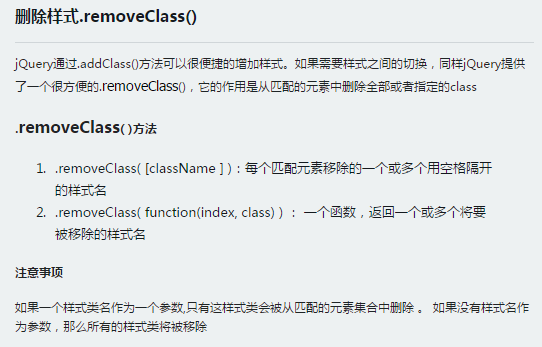 删除样式.removeClass()
jQuery通过.addClass()方法可以很便捷的增加样式。如果需要样式之间的切换，同样jQuery提供
了一个很方便的.removeClass()，它的作用是从匹配的元素中删除全部或者指定的class
.removeClass( )方法
1. .removeClass( [className ] )：每个匹配元素移除的一个或多个用空格隔开
的样式名
2. .removeClass( function(index, class) ) ： 一个函数，返回一个或多个将要
被移除的样式名
注意事项
如果一个样式类名作为一个参数,只有这样式类会被从匹配的元素集合中删除 。 如果没有样式名作
为参数，那么所有的样式类将被移除